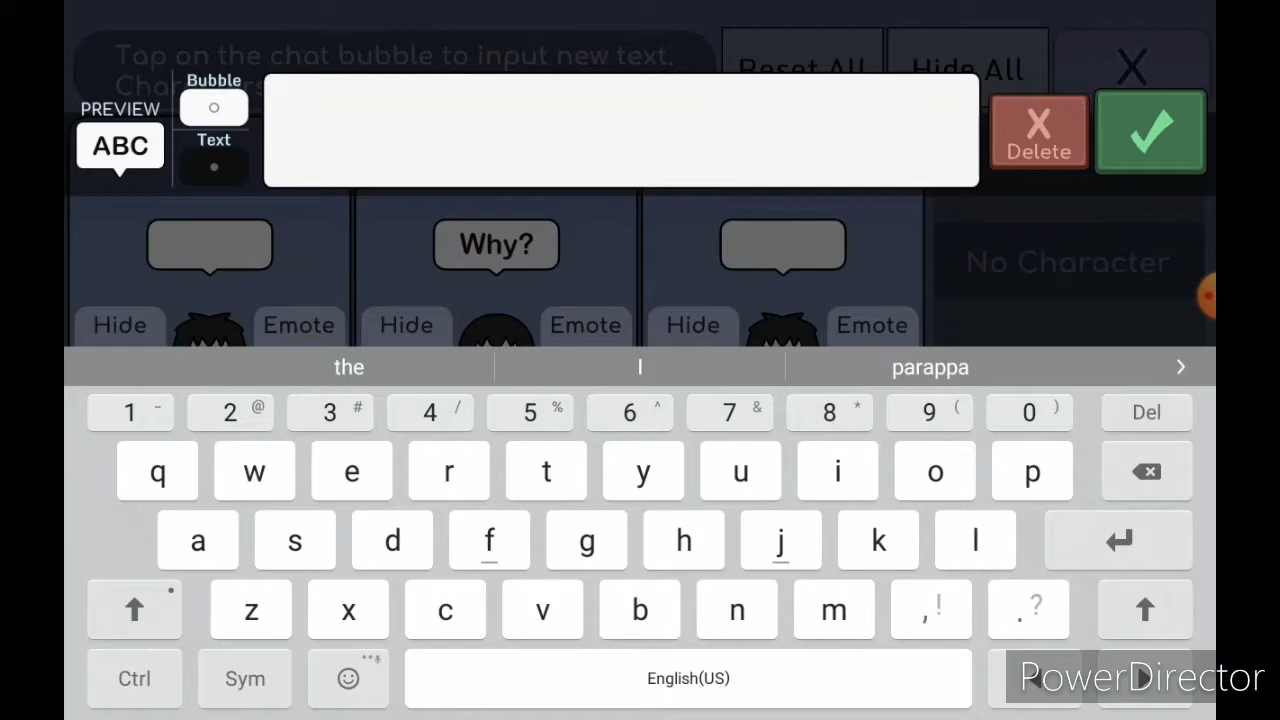 Tap on the chat bubble to input new text.
Reset All
Hide All
X
Bubble
PREVIEW
ABC
Text
X
Delete
Why?
No Character
Hide
Emote
Hide
Emote
Hide
Emote
the
I
parappa
1 - 2 @ 3 # 4 / 5 % 6 ^ 7 & 8 * 9 ( 0 ) Del
q w e r t y u i o p
a s d f g h j k l
z x c v b n m , ! . ?
Ctrl Sym English(US)
PowerDirector